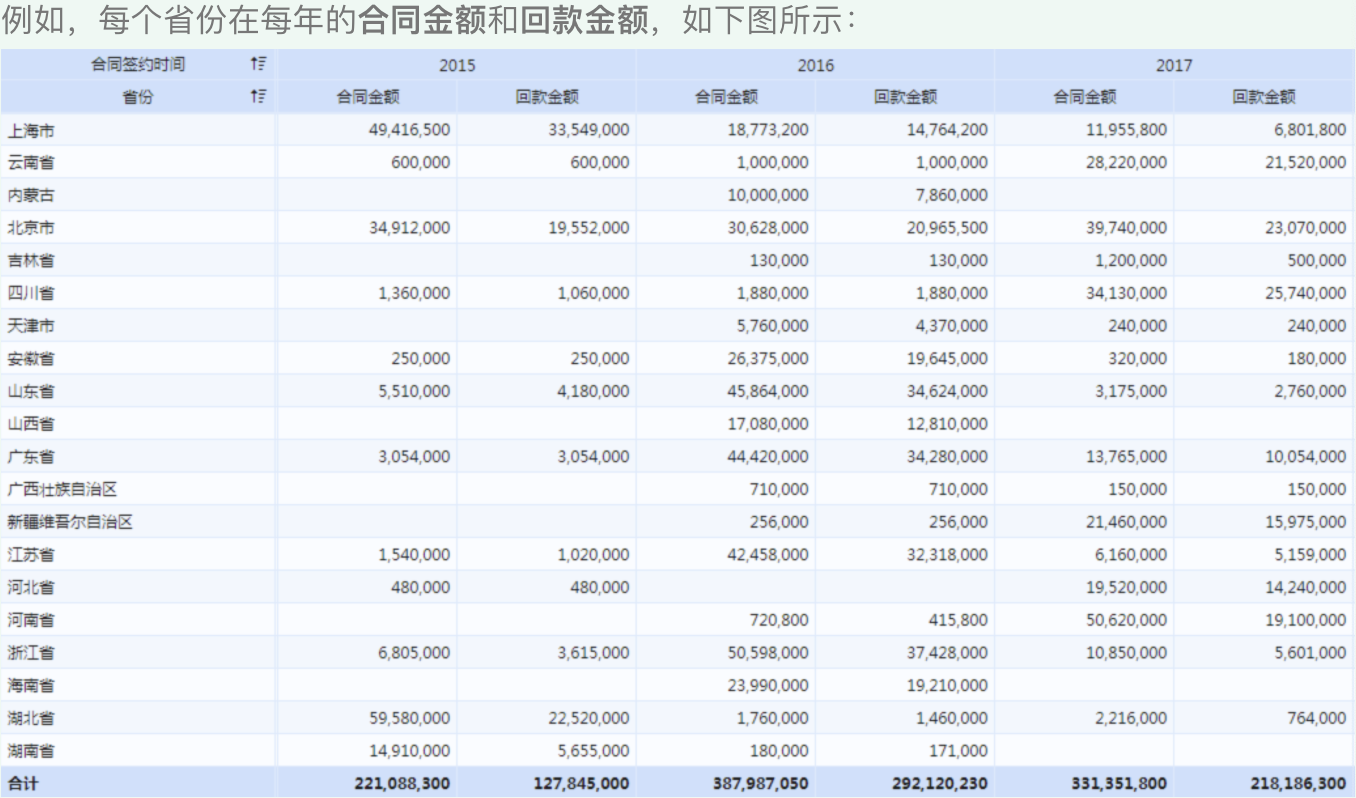 例如，每个省份在每年的合同金额和回款金额，如下图所示：
合同签约时间 2015 2016 2017
省份 合同金额 回款金额 合同金额 回款金额 合同金额 回款金额
上海市 49,416,500 33,549,000 18,773,200 14,764,200 11,955,800 6,801,800
云南省 600,000 600,000 1,000,000 1,000,000 28,220,000 21,520,000
内蒙古 10,000,000 7,860,000
北京市 34,912,000 19,552,000 30,628,000 20,965,500 39,740,000 23,070,000
吉林省 130,000 130,000 1,200,000 500,000
四川省 1,360,000 1,060,000 1,880,000 1,880,000 34,130,000 25,740,000
天津市 5,760,000 4,370,000 240,000 240,000
安徽省 250,000 250,000 26,375,000 19,645,000 320,000 180,000
山东省 5,510,000 4,180,000 45,864,000 34,624,000 3,175,000 2,760,000
山西省 17,080,000 12,810,000
广东省 3,054,000 3,054,000 44,420,000 34,280,000 13,765,000 10,054,000
广西壮族自治区 710,000 710,000 150,000 150,000
新疆维吾尔自治区 256,000 256,000 21,460,000 15,975,000
江苏省 1,540,000 1,020,000 42,458,000 32,318,000 6,160,000 5,159,000
河北省 480,000 480,000 19,520,000 14,240,000
河南省 720,800 415,800 50,620,000 19,100,000
浙江省 6,805,000 3,615,000 50,598,000 37,428,000 10,850,000 5,601,000
海南省 23,990,000 19,210,000
湖北省 59,580,000 22,520,000 1,760,000 1,460,000 2,216,000 764,000
湖南省 14,910,000 5,655,000 180,000 171,000
合计 221,088,300 127,845,000 387,987,050 292,120,230 331,351,800 218,186,300